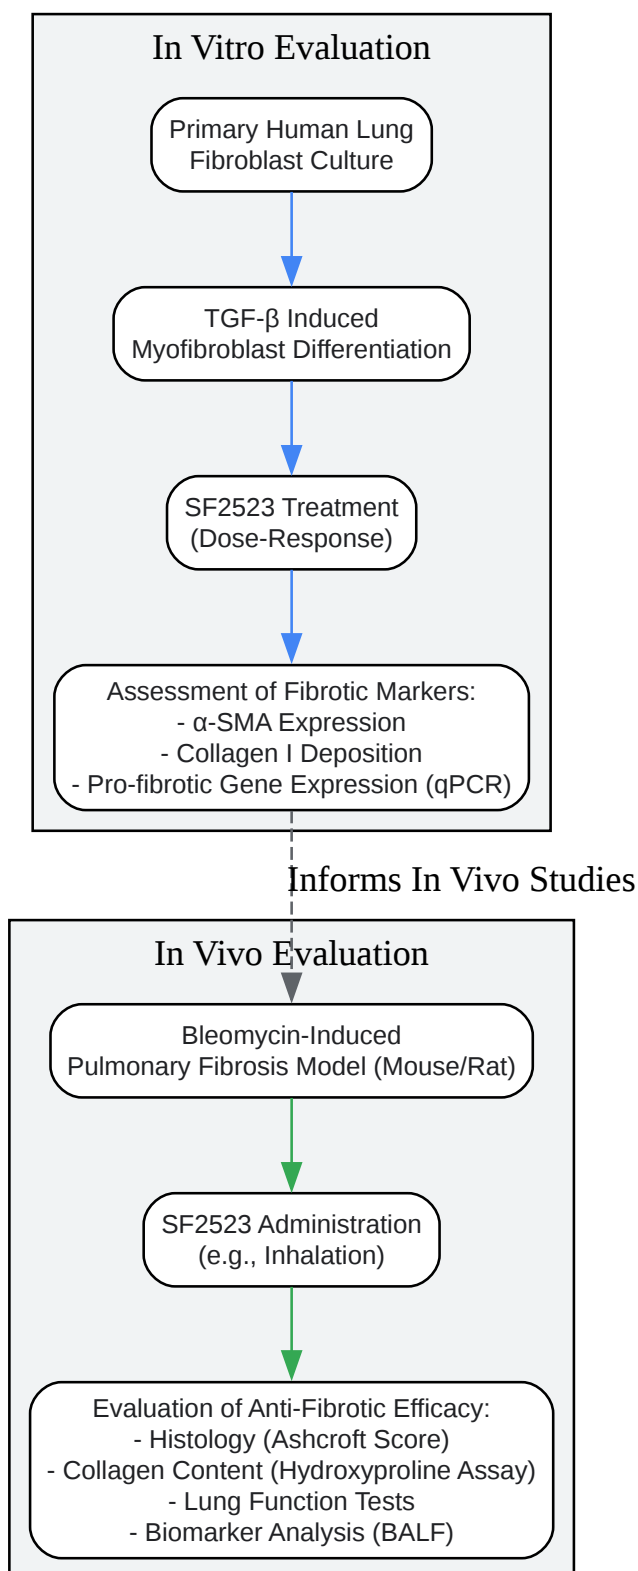 In Vitro Evaluation
Primary Human Lung
Fibroblast Culture
TGF-β Induced
Myofibroblast Differentiation
SF2523 Treatment
(Dose-Response)
Assessment of Fibrotic Markers:
- α-SMA Expression
- Collagen I Deposition
- Pro-fibrotic Gene Expression (qPCR)
Informs In Vivo Studies
In Vivo Evaluation
Bleomycin-Induced
Pulmonary Fibrosis Model (Mouse/Rat)
SF2523 Administration
(e.g., Inhalation)
Evaluation of Anti-Fibrotic Efficacy:
- Histology (Ashcroft Score)
- Collagen Content (Hydroxyproline Assay)
- Lung Function Tests
- Biomarker Analysis (BALF)